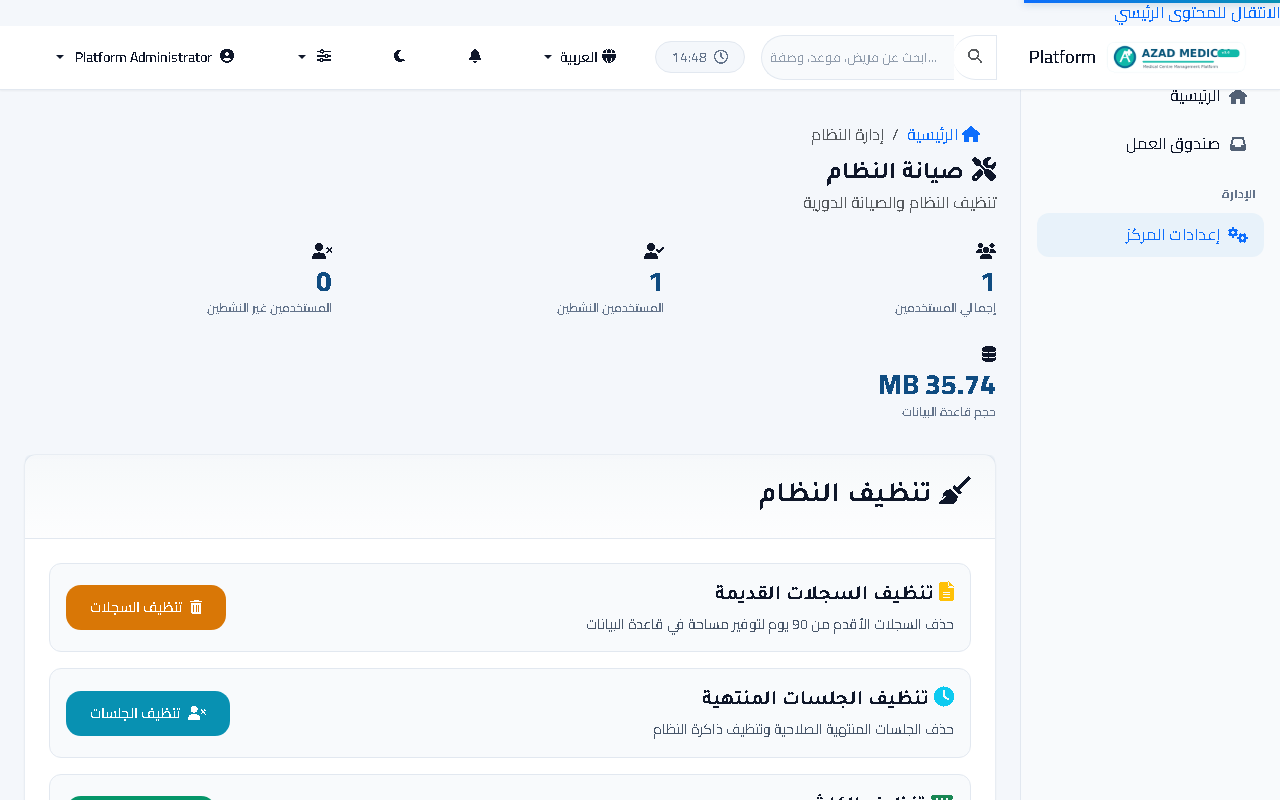 الانتقال للمحتوى الرئيسي
AZAD MEDIC
Medical Centre Management Platform
Platform
ابحث عن مريض، موعد، وصفة...
14:48
العربية
Platform Administrator
الرئيسية
صندوق العمل
الإدارة
إعدادات المركز
الرئيسية / إدارة النظام
صيانة النظام
تنظيف النظام والصيانة الدورية
1
إجمالي المستخدمين
1
المستخدمين النشطين
0
المستخدمين غير النشطين
35.74 MB
حجم قاعدة البيانات
تنظيف النظام
تنظيف السجلات القديمة
حذف السجلات الأقدم من 90 يوم لتوفير مساحة في قاعدة البيانات
تنظيف السجلات
تنظيف الجلسات المنتهية
حذف الجلسات المنتهية الصلاحية وتنظيف ذاكرة النظام
تنظيف الجلسات